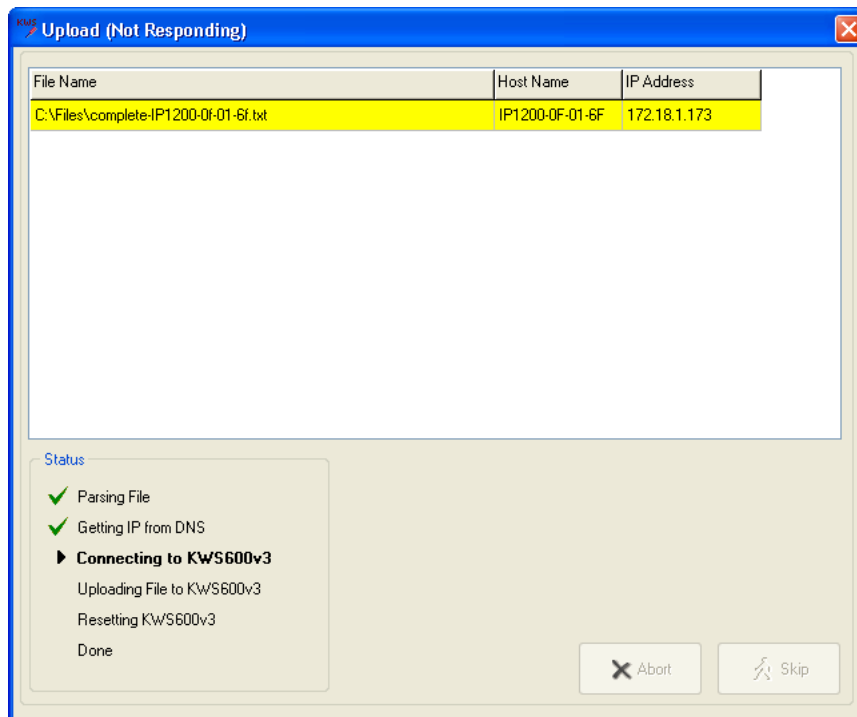 KWS Upload (Not Responding)
File Name Host Name IP Address
C:\Files\complete-IP1200-0f-01-6f.txt IP1200-0F-01-6F 172.18.1.173
Status
Parsing File
Getting IP from DNS
Connecting to KWS600v3
Uploading File to KWS600v3
Resetting KWS600v3
Done
Abort Skip